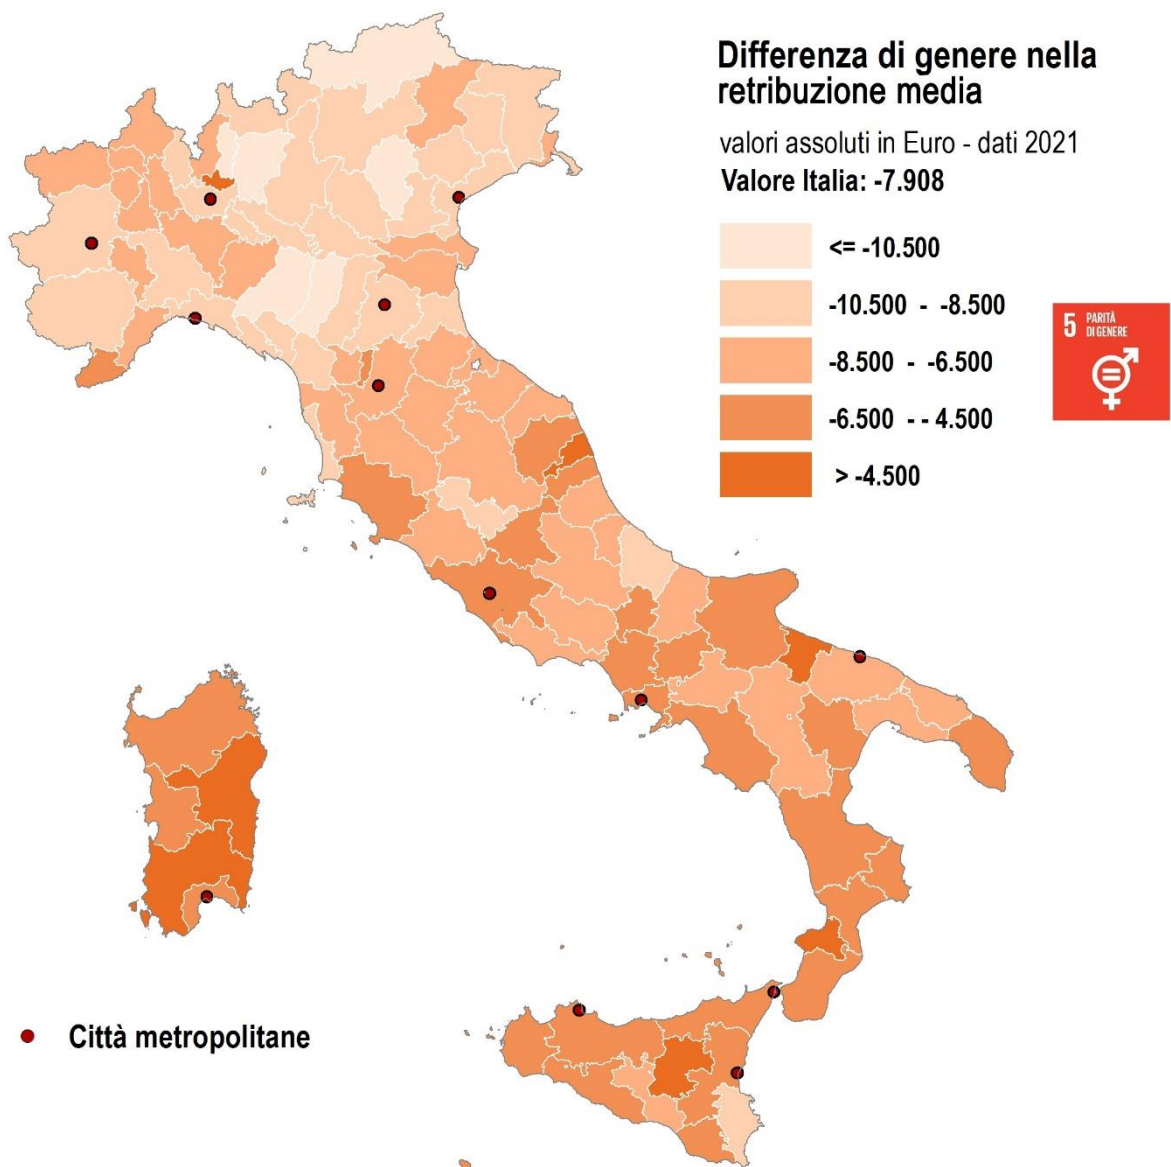 Differenza di genere nella
retribuzione media
valori assoluti in Euro - dati 2021
Valore Italia: -7.908
<= -10.500
-10.500 - -8.500
-8.500 - -6.500
-6.500 - - 4.500
> -4.500
5 PARITÀ
DI GENERE
Città metropolitane